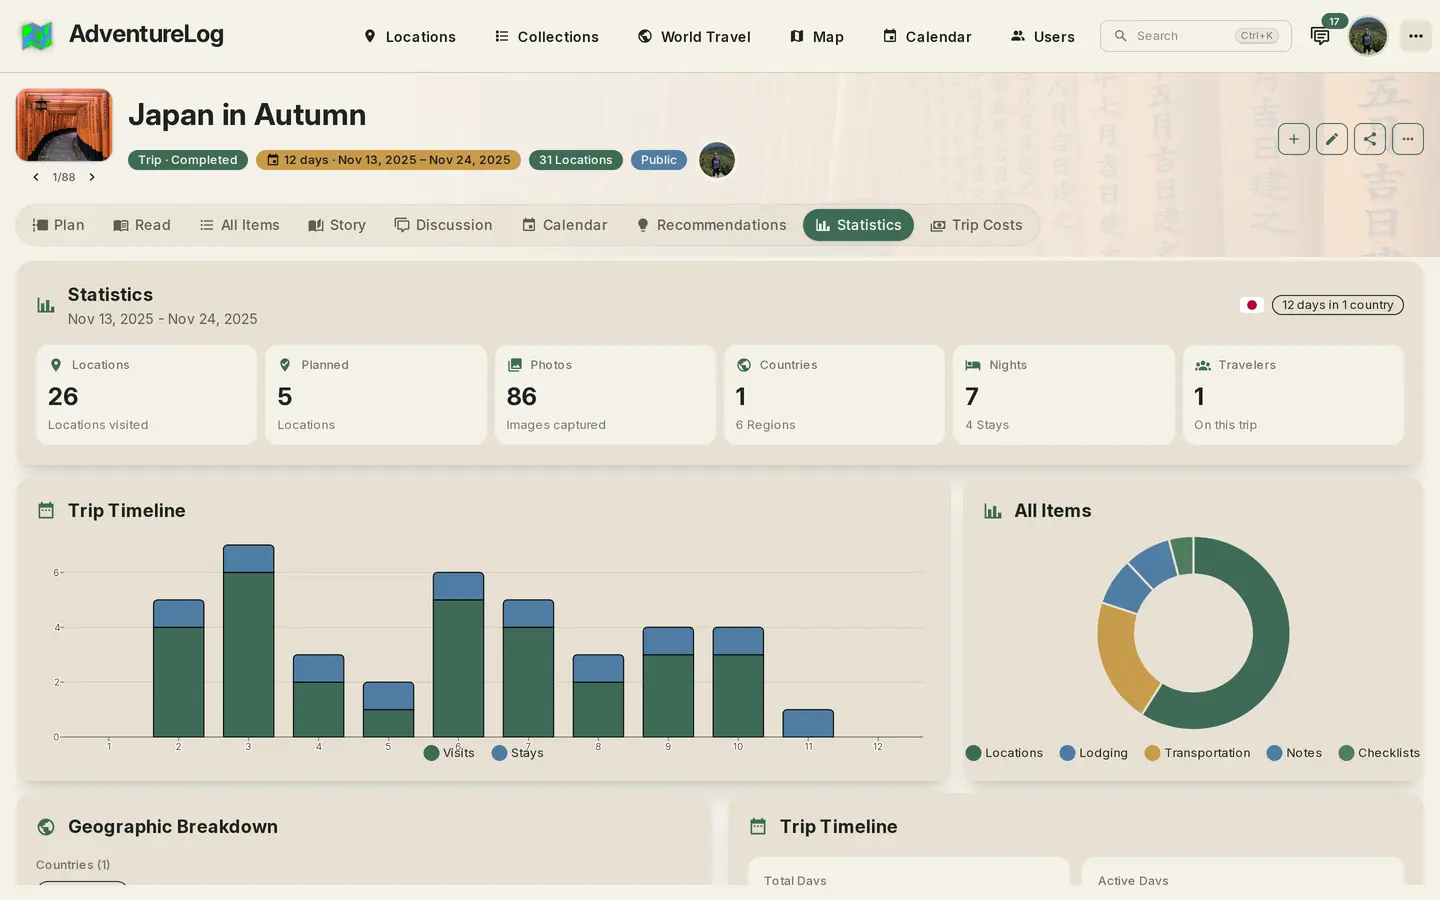 AdventureLog
Locations
Collections
World Travel
Map
Calendar
Users
Search
Ctrl+K
17
Japan in Autumn
Trip · Completed
12 days · Nov 13, 2025 – Nov 24, 2025
31 Locations
Public
1/88
Plan
Read
All Items
Story
Discussion
Calendar
Recommendations
Statistics
Trip Costs
Statistics
Nov 13, 2025 - Nov 24, 2025
12 days in 1 country
Locations
26
Locations visited
Planned
5
Locations
Photos
86
Images captured
Countries
1
6 Regions
Nights
7
4 Stays
Travelers
1
On this trip
Trip Timeline
6
4
2
0
1 2 3 4 5 6 7 8 9 10 11 12
Visits
Stays
All Items
Locations
Lodging
Transportation
Notes
Checklists
Geographic Breakdown
Countries (1)
Trip Timeline
Total Days
Active Days